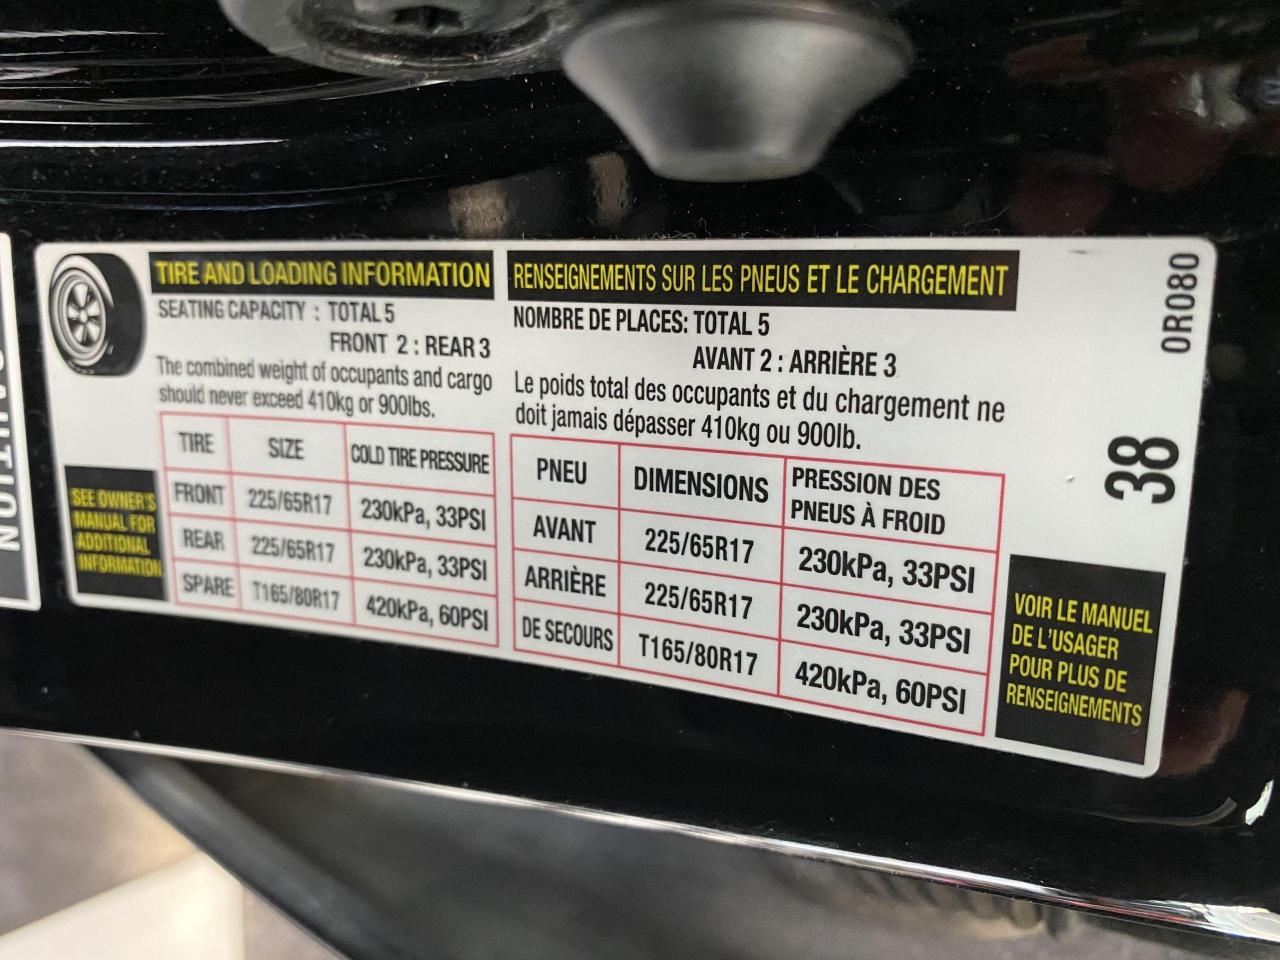 CAUTION
TIRE AND LOADING INFORMATION
SEATING CAPACITY : TOTAL 5
FRONT 2 : REAR 3
The combined weight of occupants and cargo
should never exceed 410kg or 900lbs.
TIRE SIZE COLD TIRE PRESSURE
FRONT 225/65R17 230kPa, 33PSI
REAR 225/65R17 230kPa, 33PSI
SPARE T165/80R17 420kPa, 60PSI
SEE OWNER'S
MANUAL FOR
ADDITIONAL
INFORMATION
RENSEIGNEMENTS SUR LES PNEUS ET LE CHARGEMENT
NOMBRE DE PLACES: TOTAL 5
AVANT 2 : ARRIÈRE 3
Le poids total des occupants et du chargement ne
doit jamais dépasser 410kg ou 900lb.
PNEU DIMENSIONS PRESSION DES
PNEUS À FROID
AVANT 225/65R17 230kPa, 33PSI
ARRIÈRE 225/65R17 230kPa, 33PSI
DE SECOURS T165/80R17 420kPa, 60PSI
VOIR LE MANUEL
DE L'USAGER
POUR PLUS DE
RENSEIGNEMENTS
38
0R080